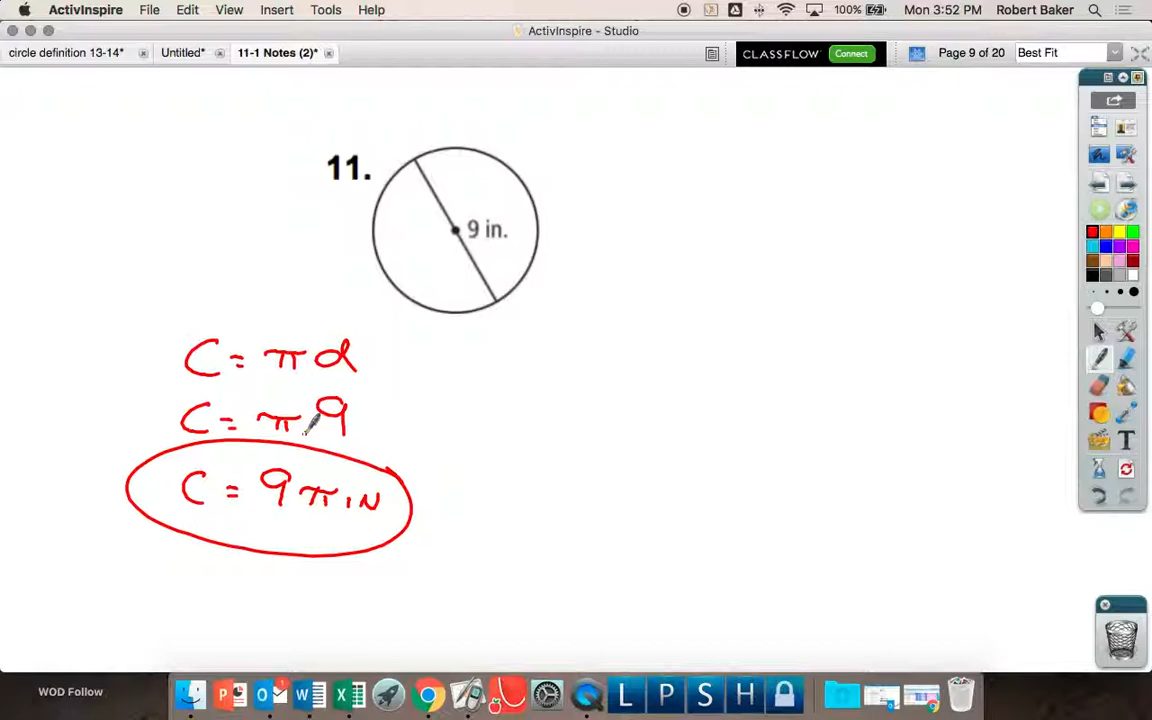 ActivInspire File Edit View Insert Tools Help 100% Mon 3:52 PM Robert Baker
ActivInspire - Studio
circle definition 13-14* Untitled* 11-1 Notes (2)* CLASSFLOW Connect Page 9 of 20 Best Fit
11.
9 in.
C = πd
C = π9
C = 9π IN
T
WOD Follow
P 1 O W X L P S H